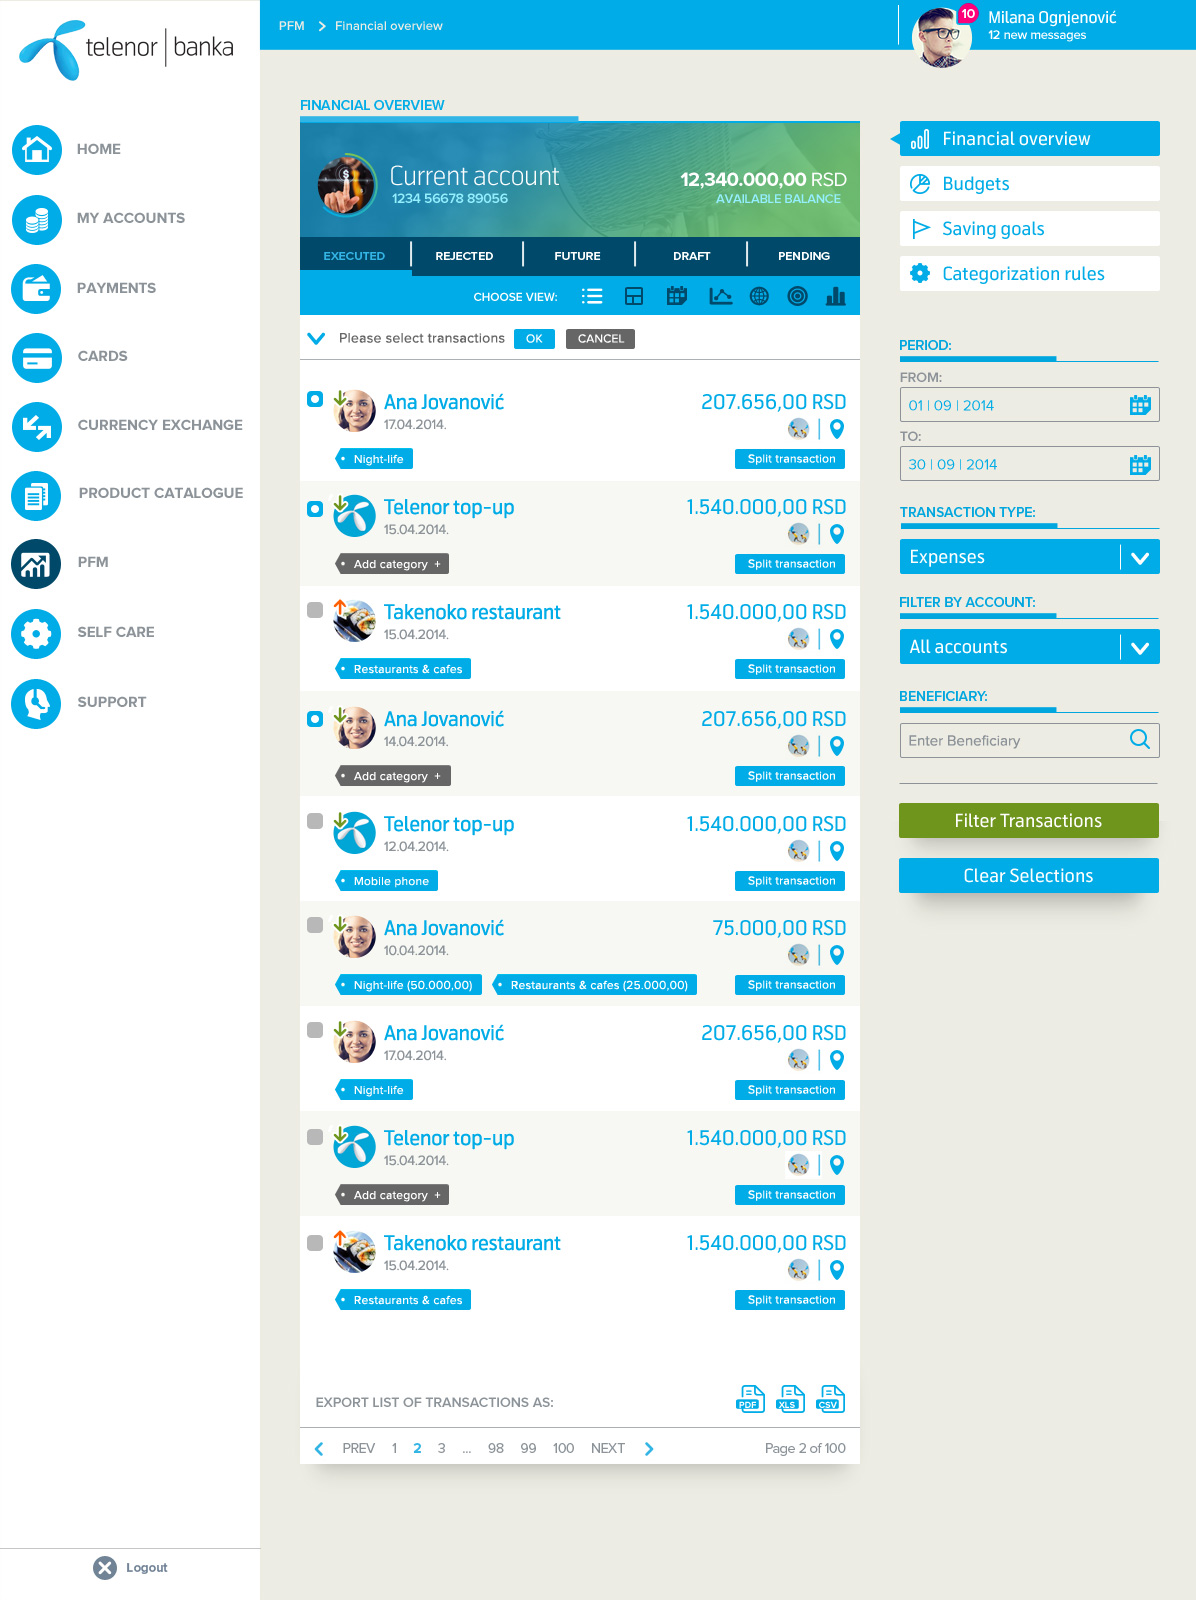 telenor | banka
PFM > Financial overview
10
Milana Ognjenović
12 new messages
HOME
MY ACCOUNTS
PAYMENTS
CARDS
CURRENCY EXCHANGE
PRODUCT CATALOGUE
PFM
SELF CARE
SUPPORT
Logout
FINANCIAL OVERVIEW
Current account
1234 56678 89056
12,340.000,00 RSD
AVAILABLE BALANCE
EXECUTED REJECTED FUTURE DRAFT PENDING
CHOOSE VIEW:
Please select transactions OK CANCEL
Ana Jovanović 207.656,00 RSD
17.04.2014.
Night-life Split transaction
Telenor top-up 1.540.000,00 RSD
15.04.2014.
Add category + Split transaction
Takenoko restaurant 1.540.000,00 RSD
15.04.2014.
Restaurants & cafes Split transaction
Ana Jovanović 207.656,00 RSD
14.04.2014.
Add category + Split transaction
Telenor top-up 1.540.000,00 RSD
12.04.2014.
Mobile phone Split transaction
Ana Jovanović 75.000,00 RSD
10.04.2014.
Night-life (50.000,00) Restaurants & cafes (25.000,00) Split transaction
Ana Jovanović 207.656,00 RSD
17.04.2014.
Night-life Split transaction
Telenor top-up 1.540.000,00 RSD
15.04.2014.
Add category + Split transaction
Takenoko restaurant 1.540.000,00 RSD
15.04.2014.
Restaurants & cafes Split transaction
EXPORT LIST OF TRANSACTIONS AS: PDF XLS CSV
PREV 1 2 3 ... 98 99 100 NEXT Page 2 of 100
Financial overview
Budgets
Saving goals
Categorization rules
PERIOD:
FROM:
01 | 09 | 2014
TO:
30 | 09 | 2014
TRANSACTION TYPE:
Expenses
FILTER BY ACCOUNT:
All accounts
BENEFICIARY:
Enter Beneficiary
Filter Transactions
Clear Selections